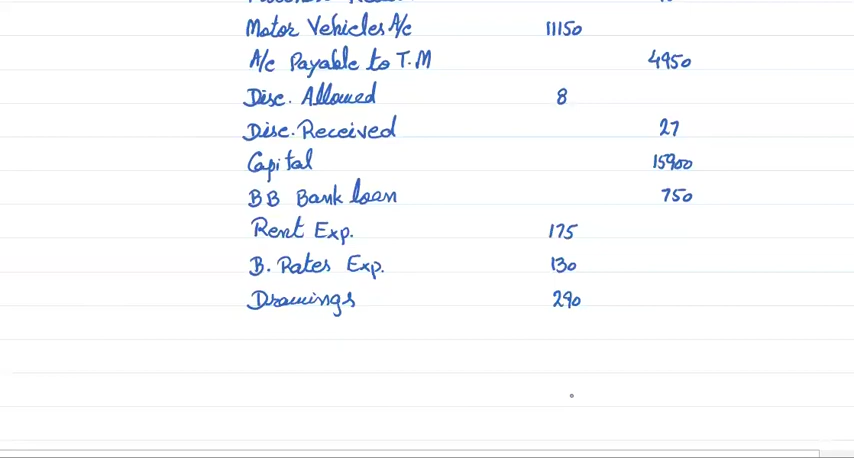 Motor Vehicles A/c 11150
A/c Payable to T.M 4950
Disc. Allowed 8
Disc. Received 27
Capital 15900
BB Bank loan 750
Rent Exp. 175
B. Rates Exp. 130
Drawings 290